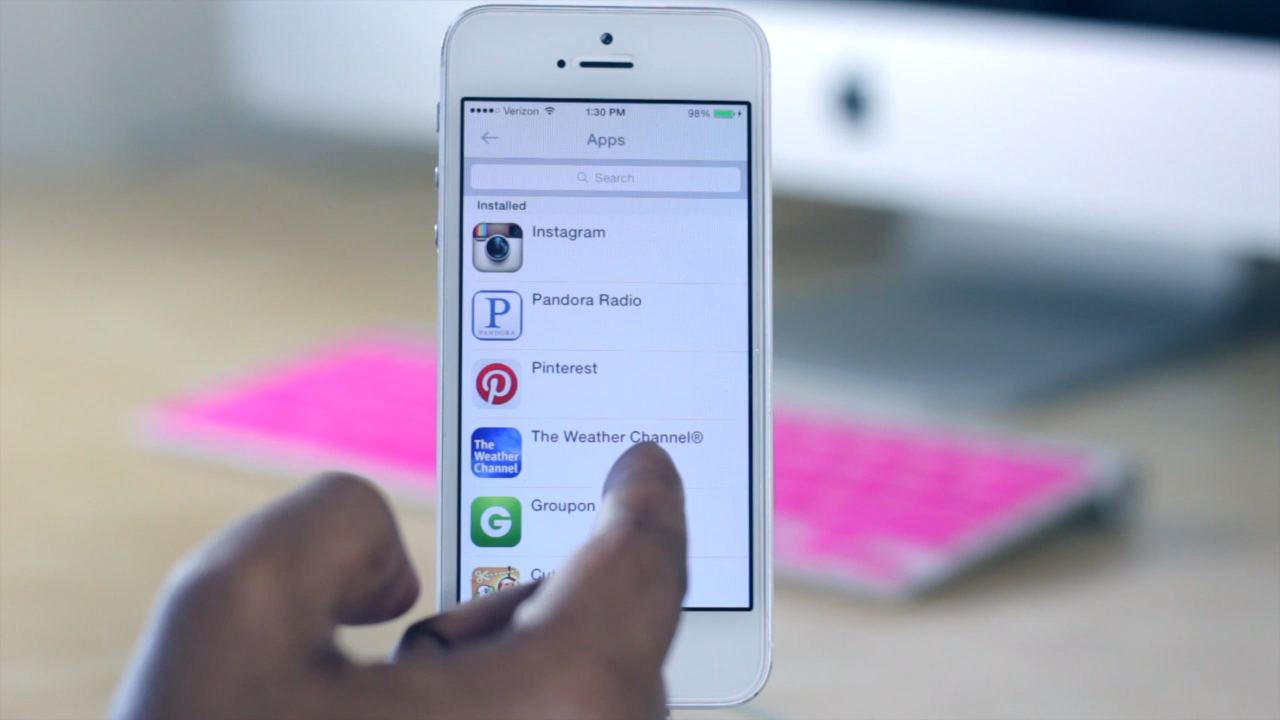 Verizon 1:30 PM 98%
Apps
Search
Installed
Instagram
P
PANDORA
Pandora Radio
Pinterest
The
Weather
Channel
The Weather Channel®
G
Groupon
Cu